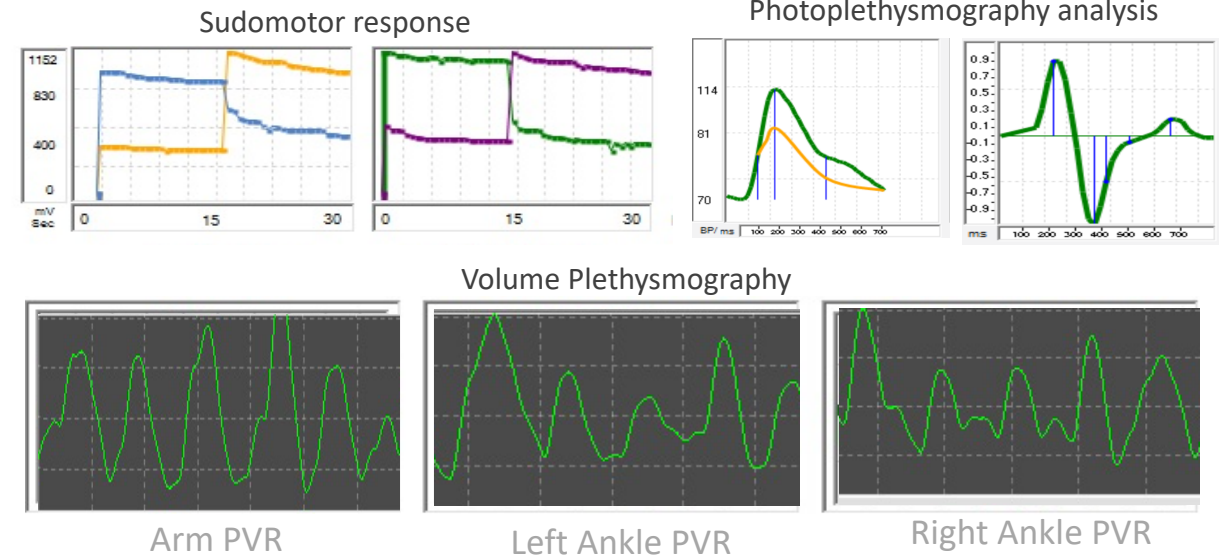 Sudomotor response
Photoplethysmography analysis
1152
830
400
0
mV
Sec
0 15 30
0 15 30
114
81
70
BP/ ms 100 200 300 400 500 600 700
0.9
0.7
0.5
0.3
0.1
-0.1
-0.3
-0.5
-0.7
-0.9
ms 100 200 300 400 500 600 700
Volume Plethysmography
Arm PVR
Left Ankle PVR
Right Ankle PVR